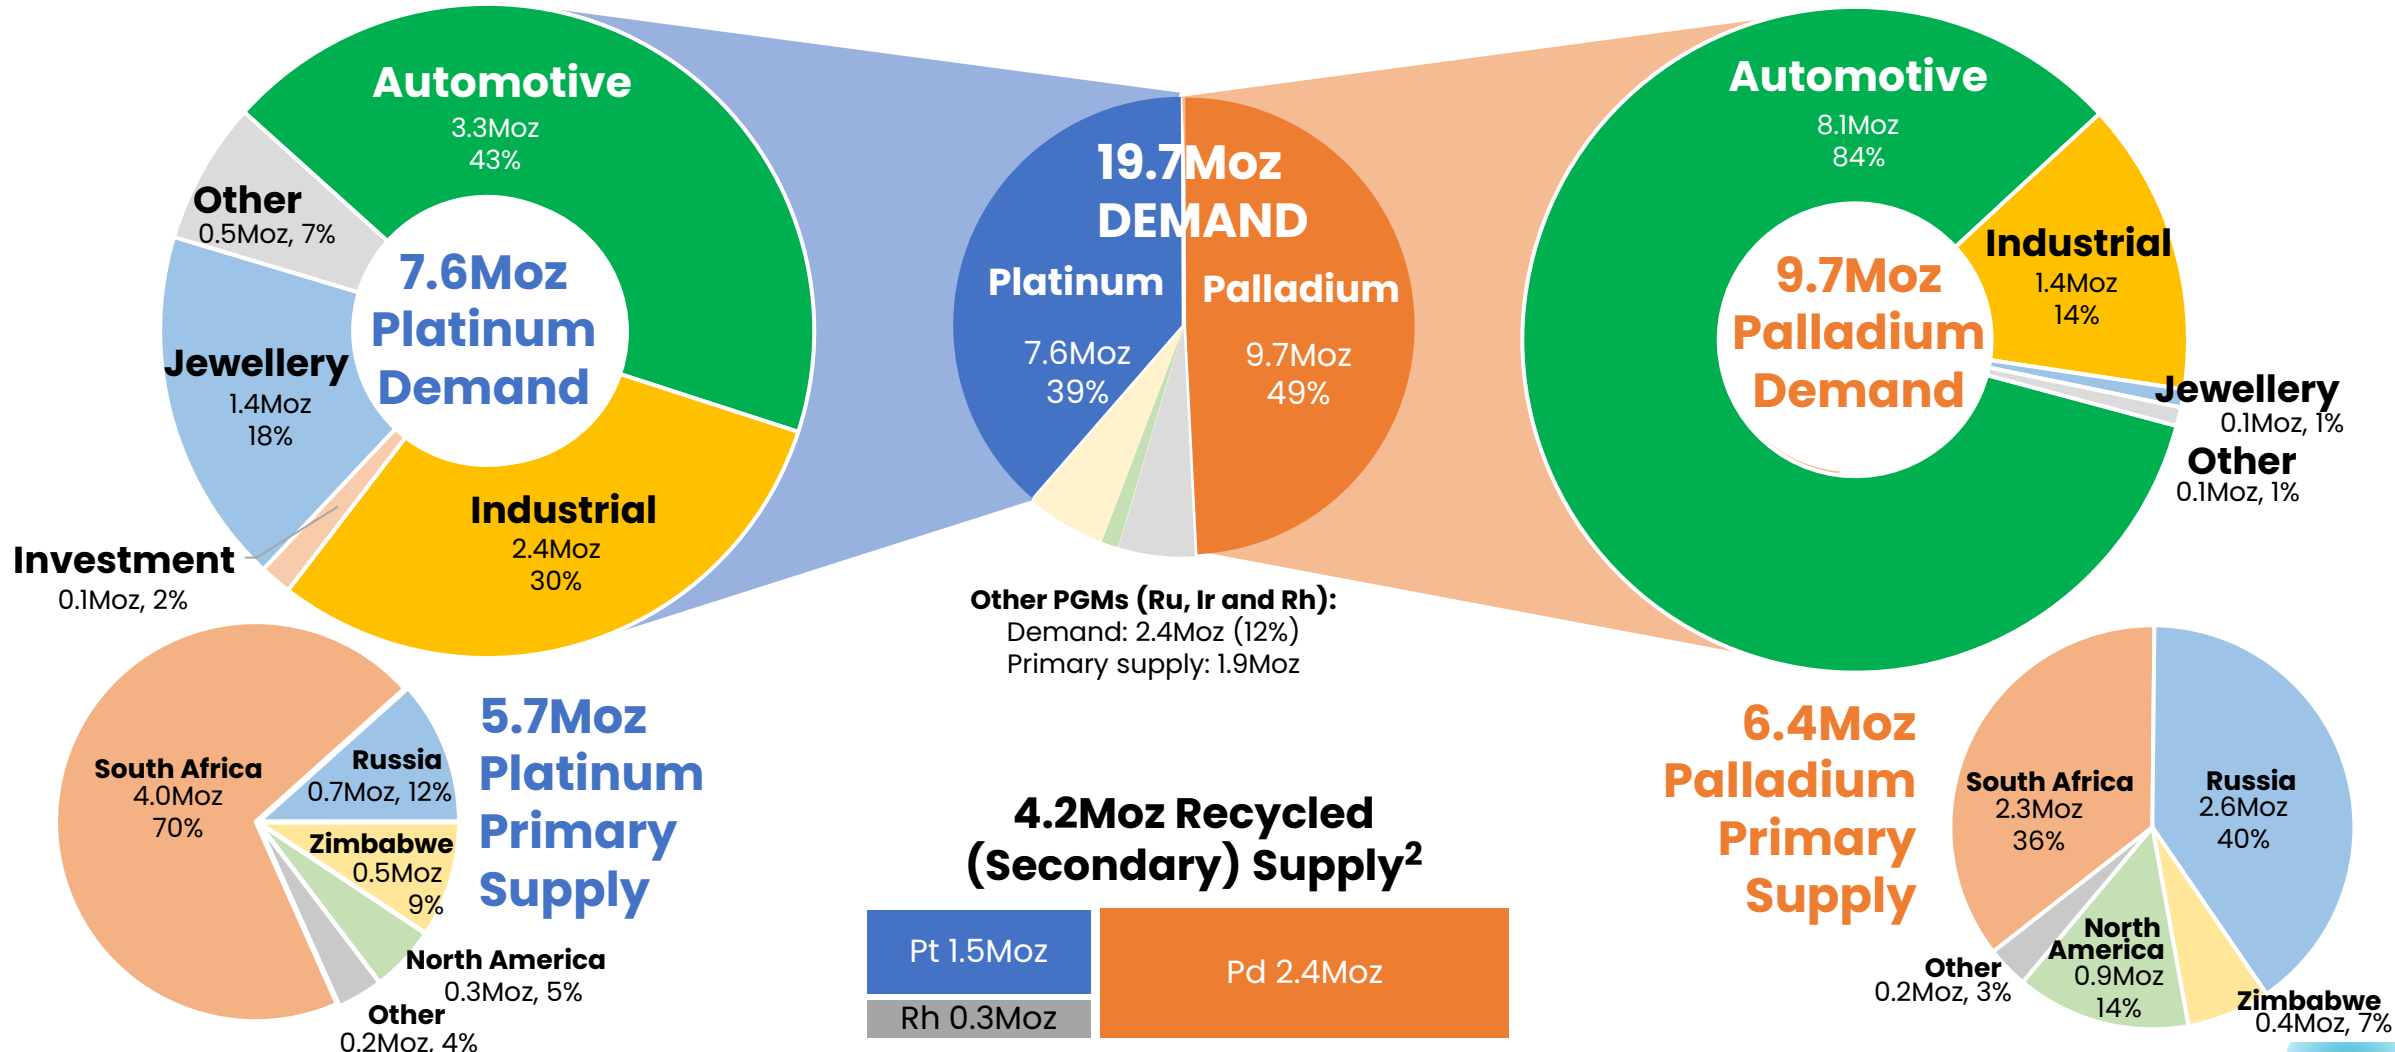 Automotive
3.3Moz
43%
Other
0.5Moz, 7%
7.6Moz
Platinum
Demand
Jewellery
1.4Moz
18%
Industrial
2.4Moz
30%
Investment
0.1Moz, 2%
19.7Moz
DEMAND
Platinum
7.6Moz
39%
Palladium
9.7Moz
49%
Other PGMs (Ru, Ir and Rh):
Demand: 2.4Moz (12%)
Primary supply: 1.9Moz
Automotive
8.1Moz
84%
Industrial
1.4Moz
14%
9.7Moz
Palladium
Demand
Jewellery
0.1Moz, 1%
Other
0.1Moz, 1%
South Africa
4.0Moz
70%
Russia
0.7Moz, 12%
Zimbabwe
0.5Moz
9%
North America
0.3Moz, 5%
Other
0.2Moz, 4%
5.7Moz
Platinum
Primary
Supply
4.2Moz Recycled
(Secondary) Supply²
Pt 1.5Moz
Rh 0.3Moz
Pd 2.4Moz
6.4Moz
Palladium
Primary
Supply
South Africa
2.3Moz
36%
Russia
2.6Moz
40%
North
America
0.9Moz
14%
Other
0.2Moz, 3%
Zimbabwe
0.4Moz, 7%